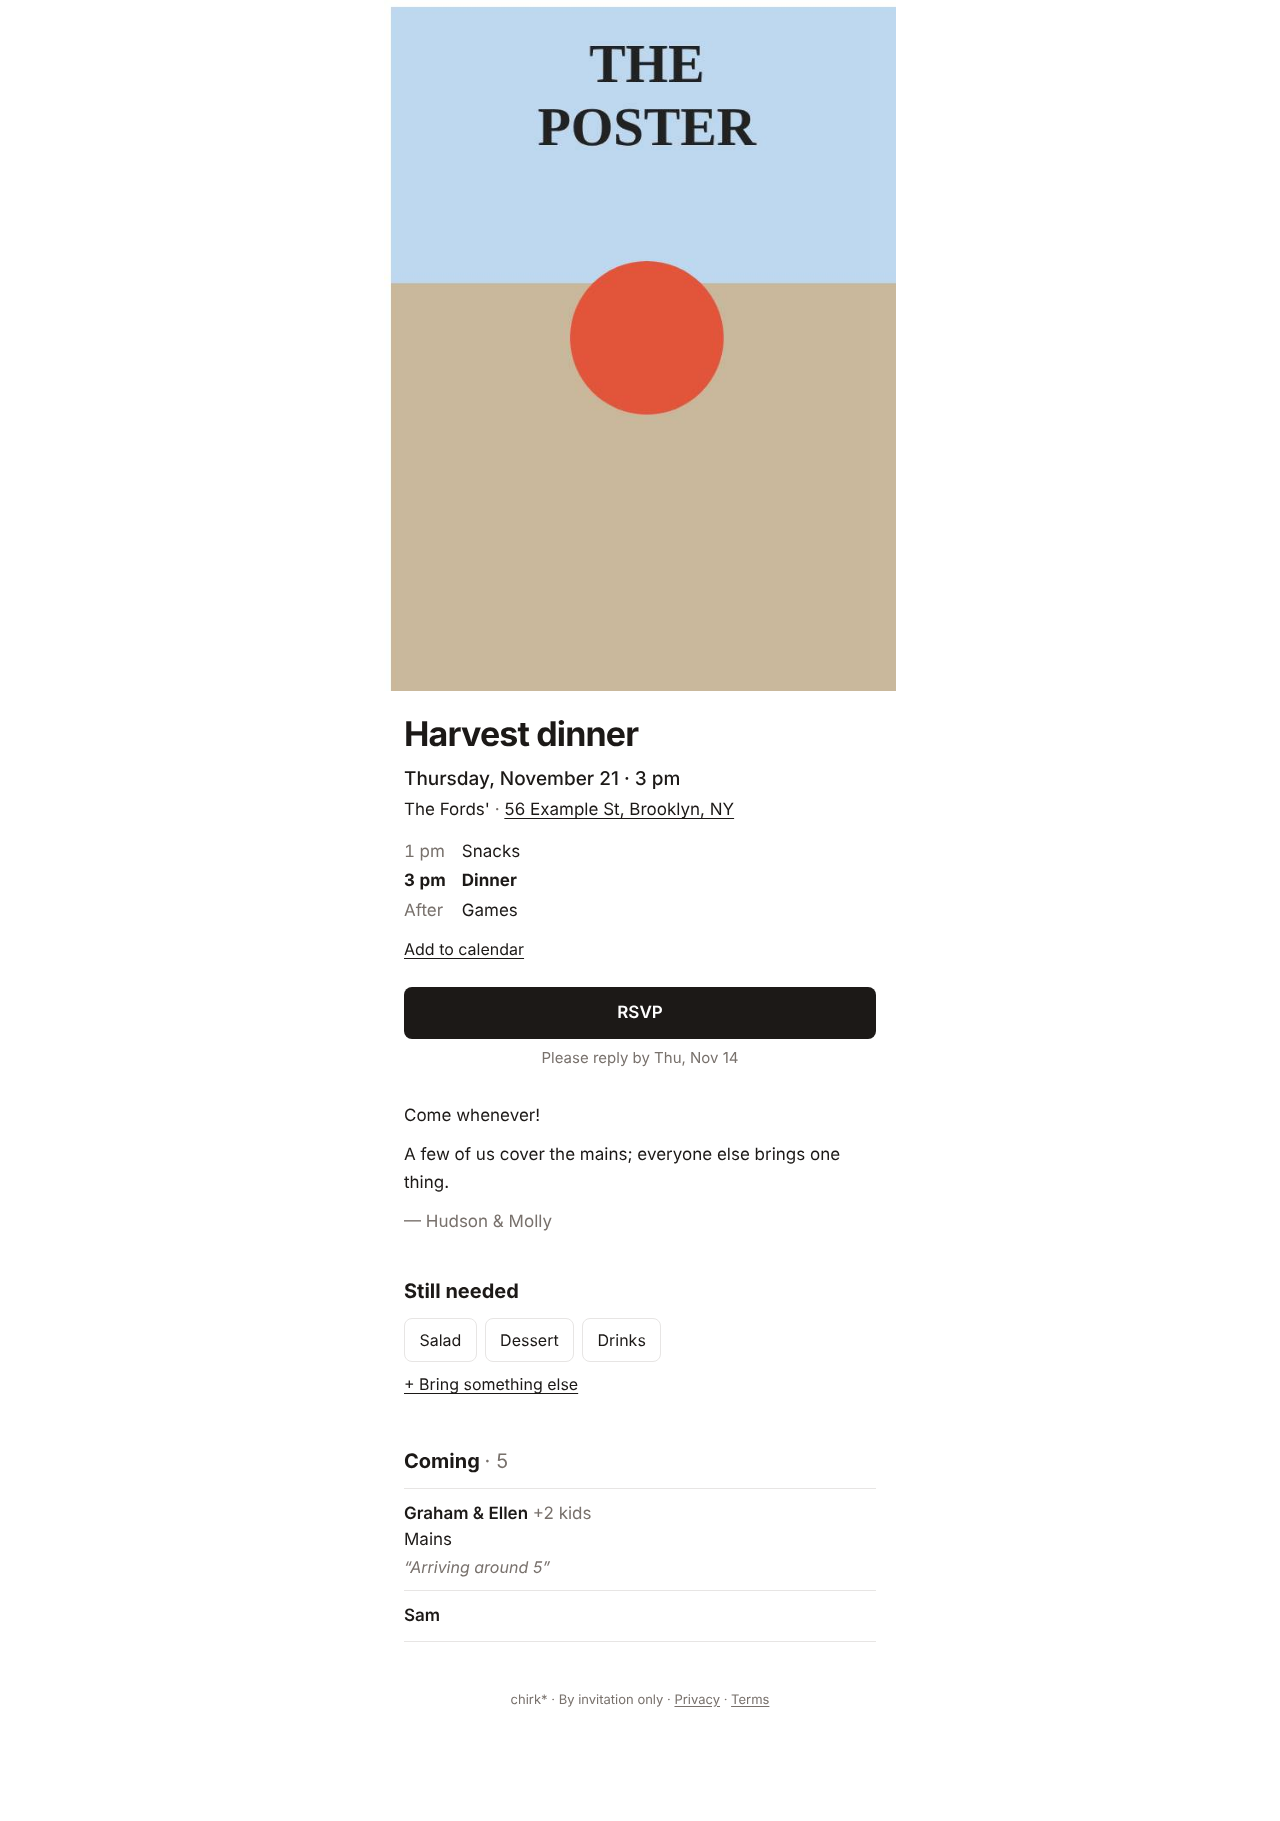 THE
POSTER
Harvest dinner
Thursday, November 21 · 3 pm
The Fords' · 56 Example St, Brooklyn, NY
1 pm Snacks
3 pm Dinner
After Games
Add to calendar
RSVP
Please reply by Thu, Nov 14
Come whenever!
A few of us cover the mains; everyone else brings one
thing.
— Hudson & Molly
Still needed
Salad Dessert Drinks
+ Bring something else
Coming · 5
Graham & Ellen +2 kids
Mains
“Arriving around 5”
Sam
chirk* · By invitation only · Privacy · Terms